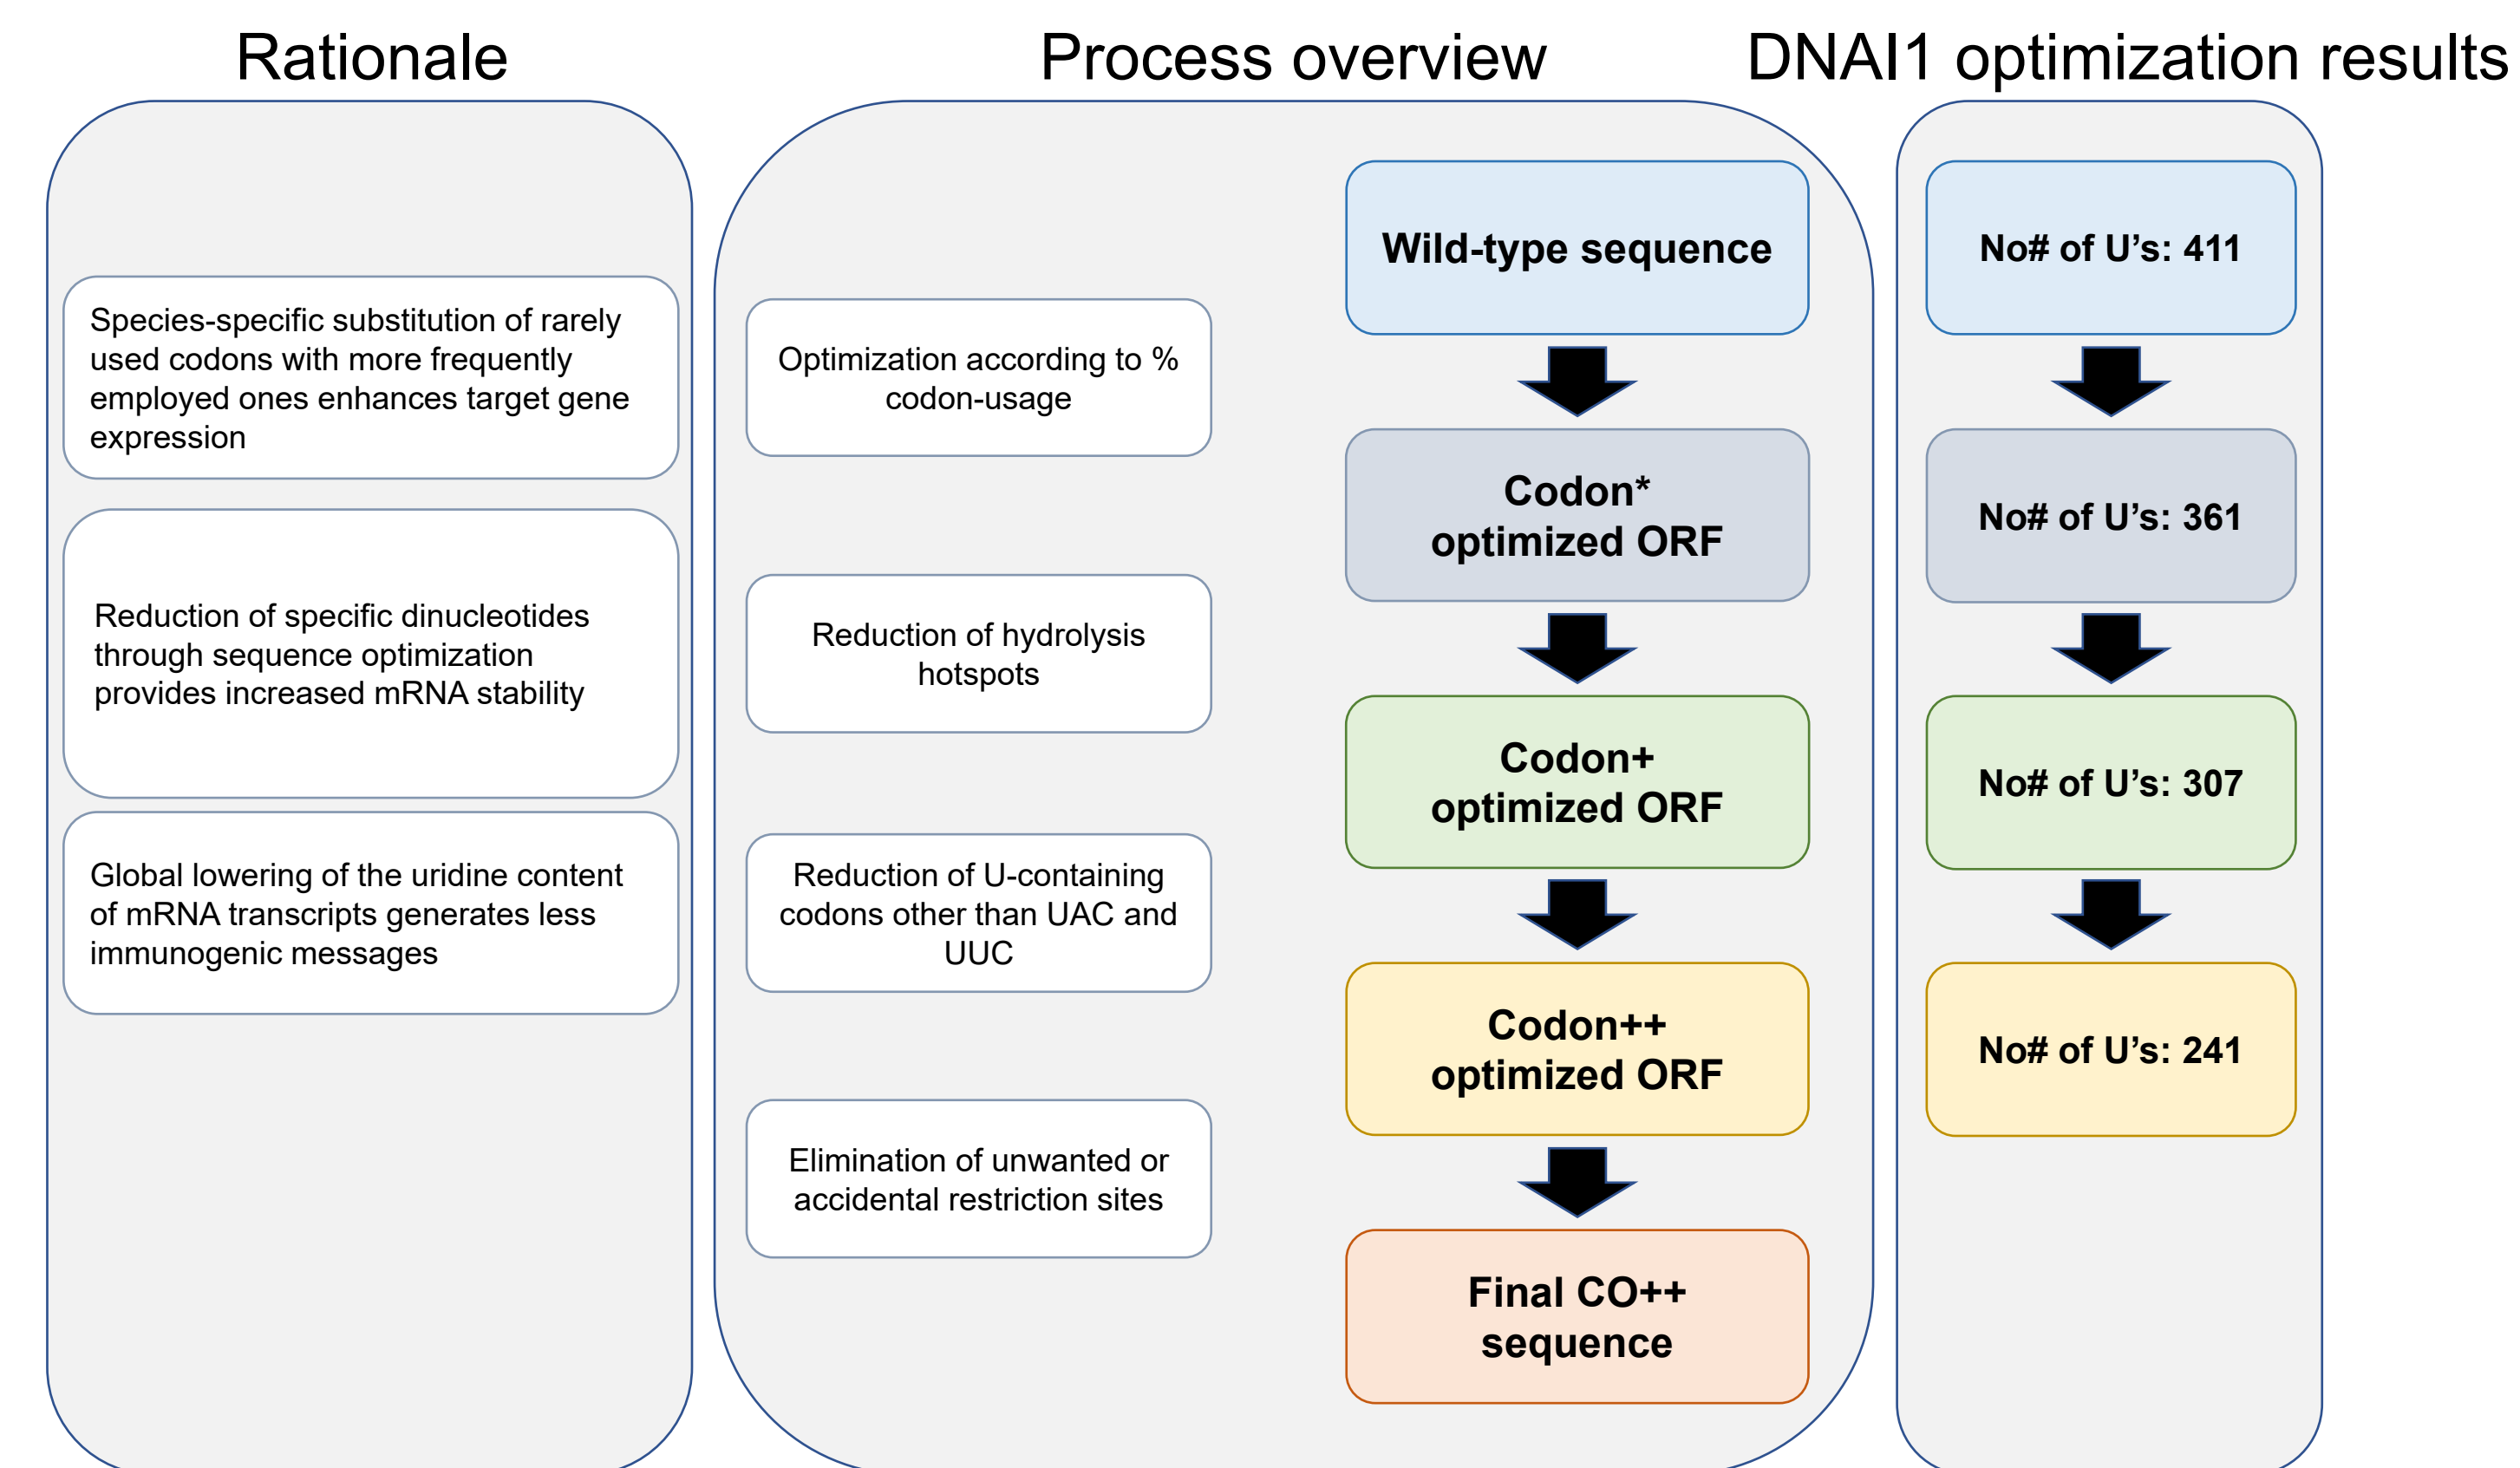 Rationale
Species-specific substitution of rarely
used codons with more frequently
employed ones enhances target gene
expression
Reduction of specific dinucleotides
through sequence optimization
provides increased mRNA stability
Global lowering of the uridine content
of mRNA transcripts generates less
immunogenic messages
Process overview
Optimization according to %
codon-usage
Reduction of hydrolysis
hotspots
Reduction of U-containing
codons other than UAC and
UUC
Elimination of unwanted or
accidental restriction sites
Wild-type sequence
Codon*
optimized ORF
Codon+
optimized ORF
Codon++
optimized ORF
Final CO++
sequence
DNAI1 optimization results
No# of U’s: 411
No# of U’s: 361
No# of U’s: 307
No# of U’s: 241